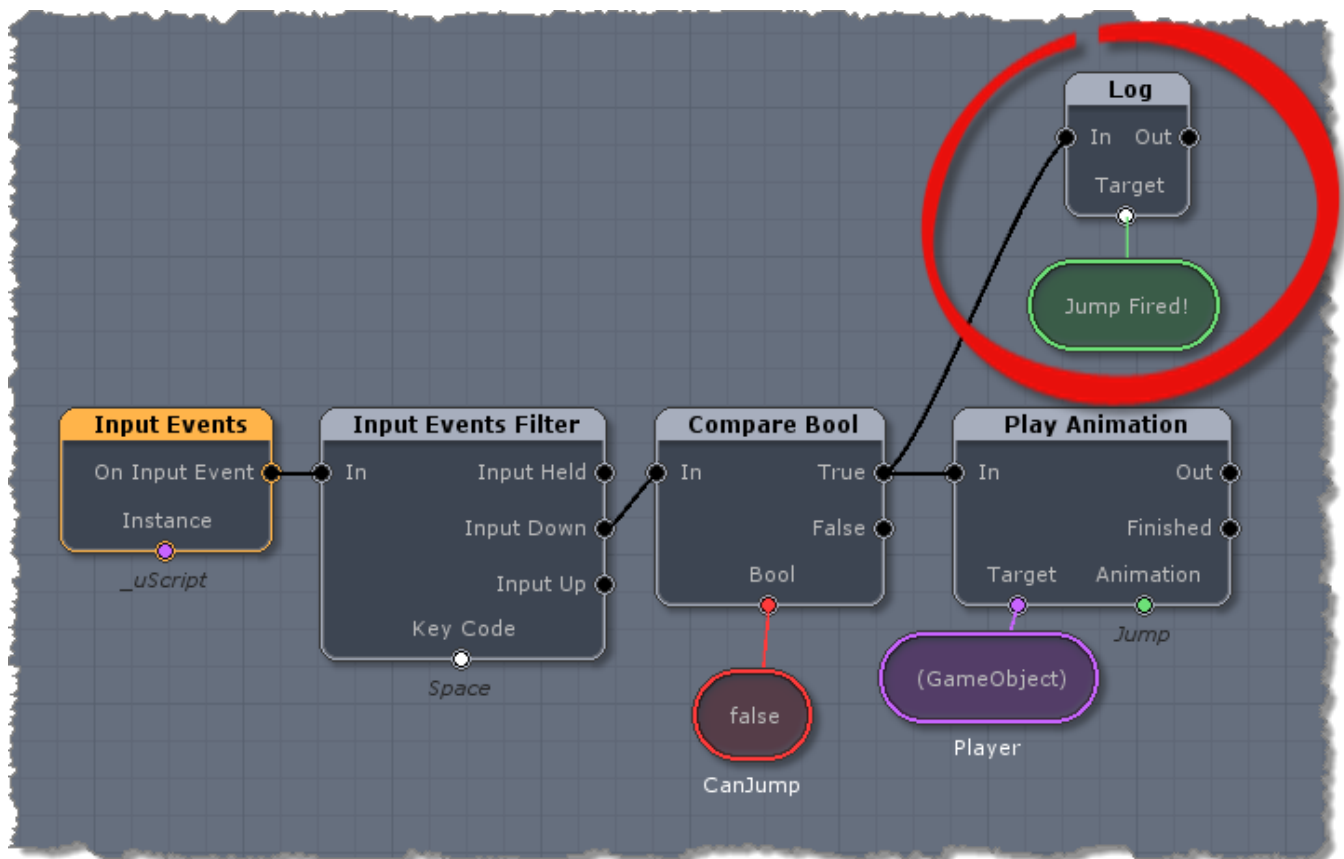 Log
In Out
Target
Jump Fired!
Input Events
On Input Event
Instance
_uScript
Input Events Filter
In Input Held
Input Down
Input Up
Key Code
Space
Compare Bool
In True
False
Bool
false
CanJump
Play Animation
In Out
Finished
Target Animation
Jump
(GameObject)
Player